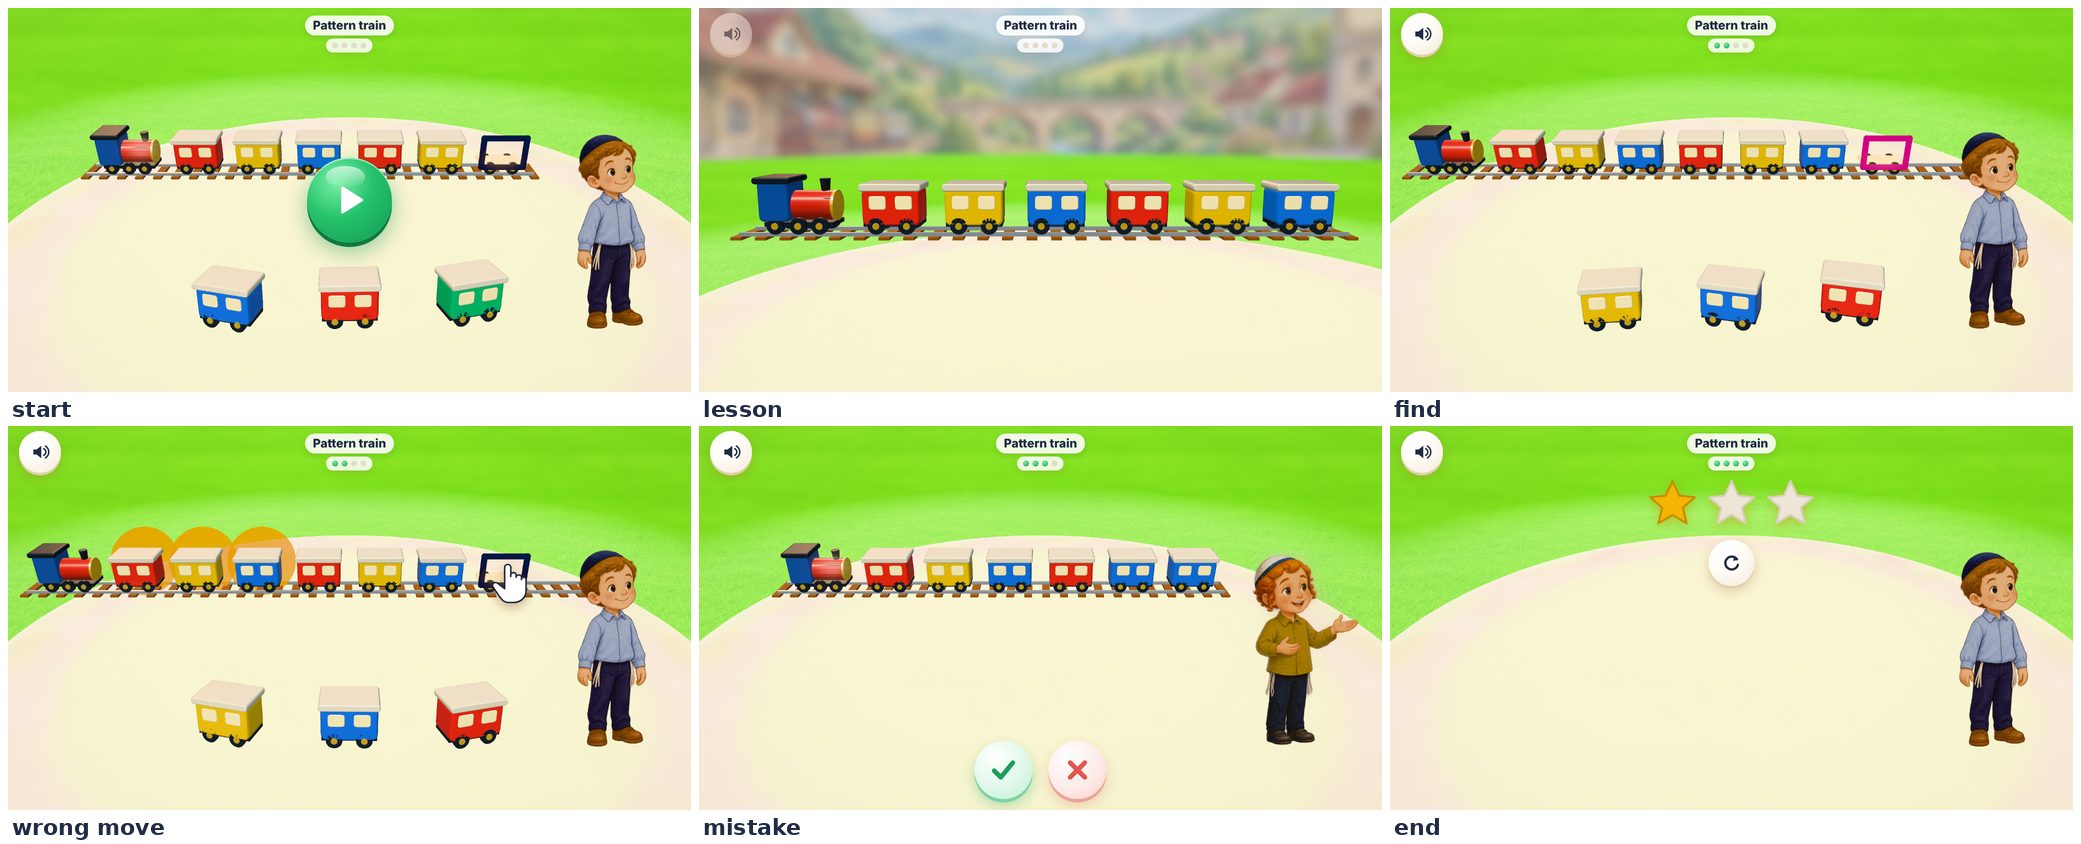 Pattern train
Pattern train
Pattern train
start
lesson
find
Pattern train
Pattern train
Pattern train
wrong move
mistake
end